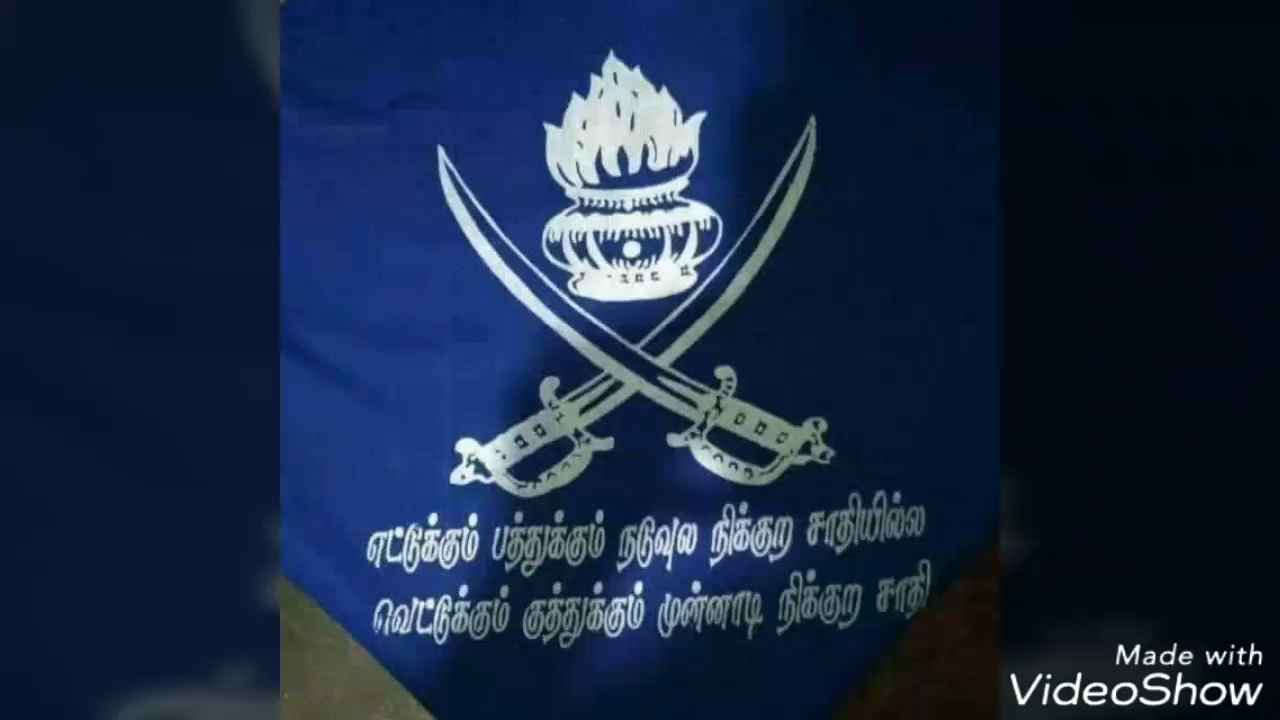 எட்டுக்கும் பத்துக்கும் நடுவுல நிக்குற சாதியில்ல
வெட்டுக்கும் குத்துக்கும் முன்னாடி நிக்குற சாதி
Made with
VideoShow